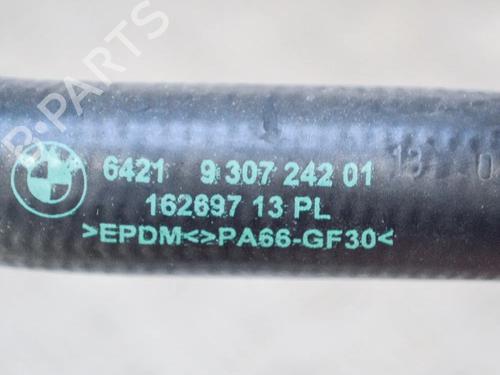 B-PARTS
6421 9 307 242 01
162697 13 PL
>EPDM<>PA66-GF30<